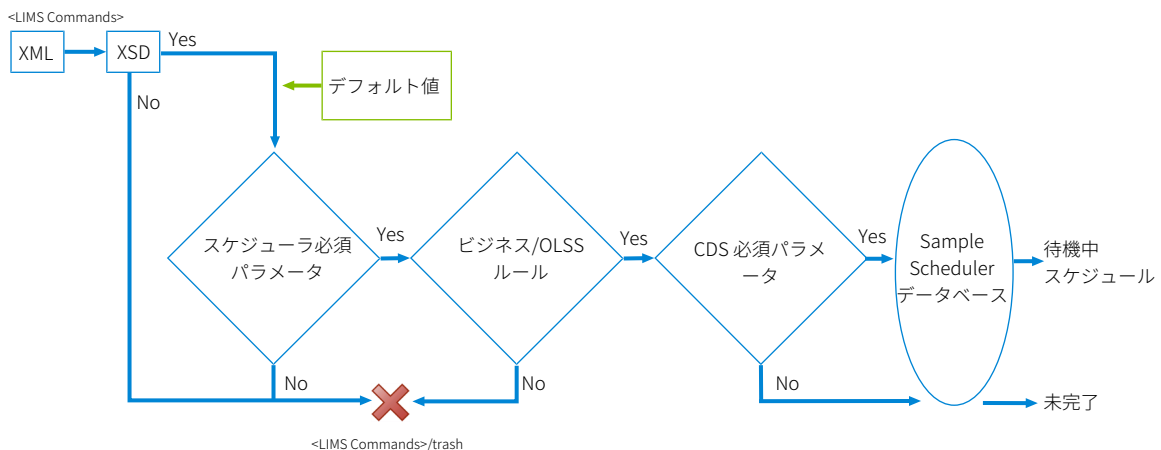 <LIMS Commands>
XML
XSD
Yes
No
デフォルト値
スケジューラ必須
パラメータ
Yes
No
ビジネス/OLSS
ルール
Yes
No
CDS 必須パラメ
ータ
Yes
No
Sample
Scheduler
データベース
待機中
スケジュール
未完了
<LIMS Commands>/trash